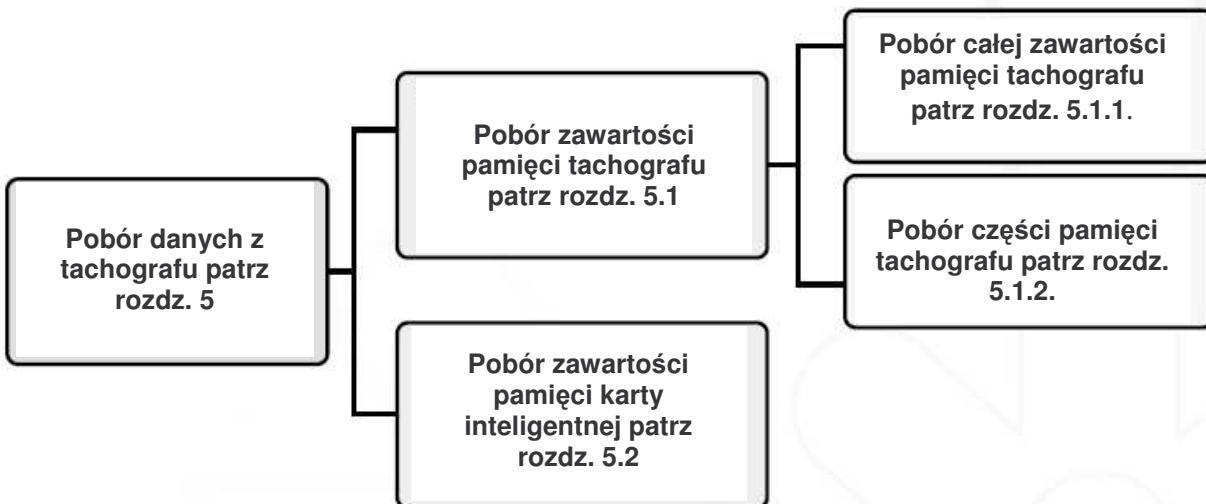 Pobór danych z
tachografu patrz
rozdz. 5
Pobór zawartości
pamięci tachografu
patrz rozdz. 5.1
Pobór całej zawartości
pamięci tachografu
patrz rozdz. 5.1.1.
Pobór części pamięci
tachografu patrz rozdz.
5.1.2.
Pobór zawartości
pamięci karty
inteligentnej patrz
rozdz. 5.2